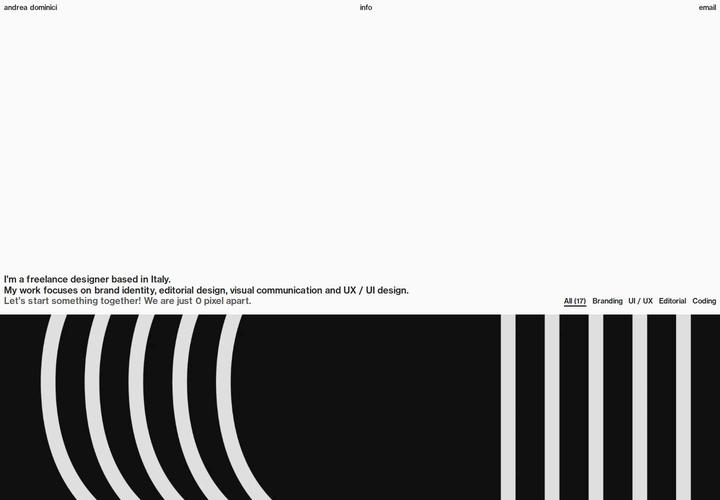 andrea dominici
info
email
I'm a freelance designer based in Italy.
My work focuses on brand identity, editorial design, visual communication and UX / UI design.
Let's start something together! We are just 0 pixel apart.
All (17) Branding UI / UX Editorial Coding